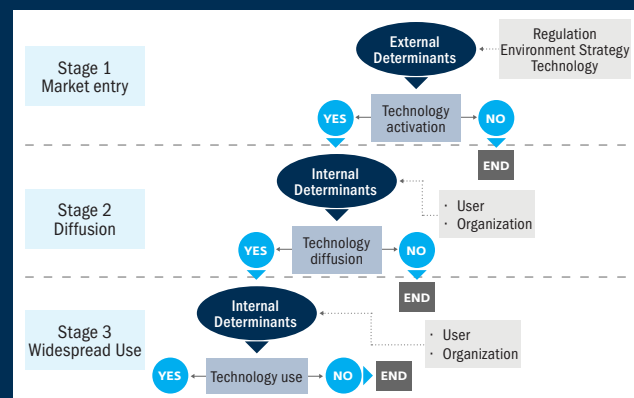 Stage 1
Market entry
External
Determinants
Regulation
Environment Strategy
Technology
YES
Technology
activation
NO
END
Stage 2
Diffusion
Internal
Determinants
· User
· Organization
YES
Technology
diffusion
NO
END
Stage 3
Widespread Use
Internal
Determinants
· User
· Organization
YES
Technology use
NO
END